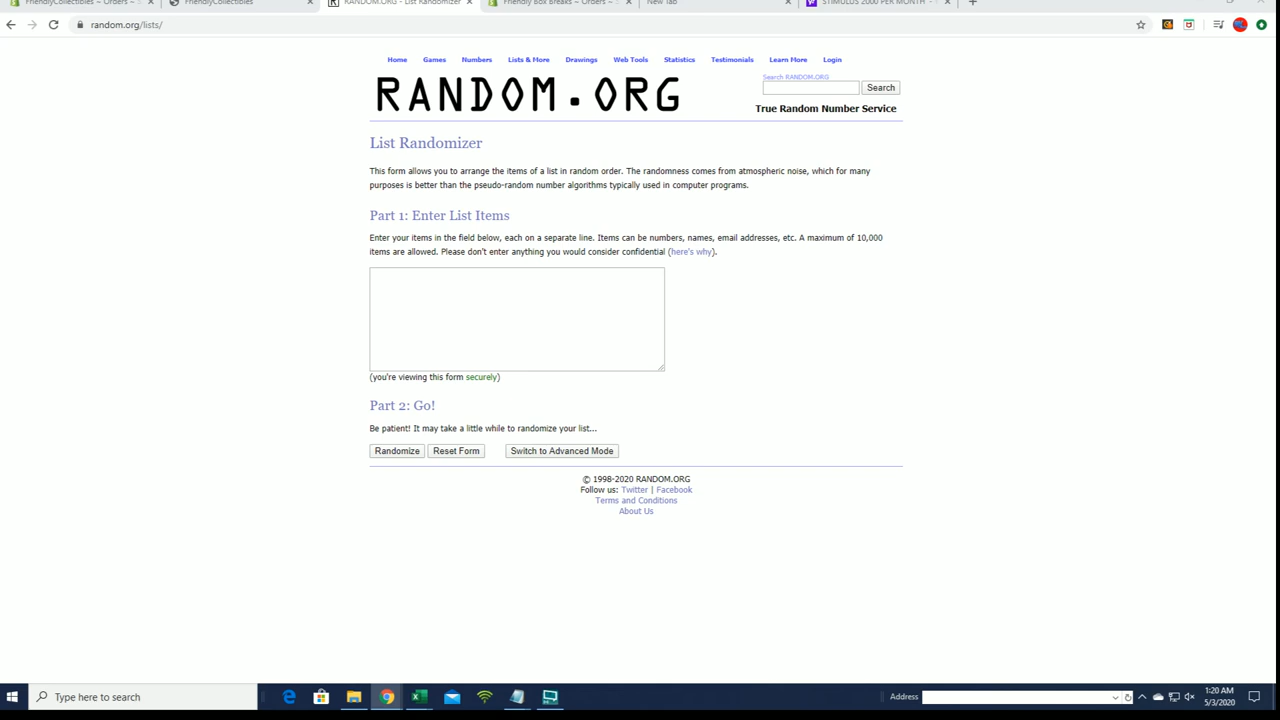 FriendlyCollectibles ~ Orders ~ S
FriendlyCollectibles
RANDOM.ORG - List Randomizer
Friendly Box Breaks ~ Orders ~ S
New Tab
STIMULUS 2000 PER MONTH - Y
random.org/lists/
Home Games Numbers Lists & More Drawings Web Tools Statistics Testimonials Learn More Login
RANDOM.ORG
Search RANDOM.ORG
Search
True Random Number Service
List Randomizer
This form allows you to arrange the items of a list in random order. The randomness comes from atmospheric noise, which for many
purposes is better than the pseudo-random number algorithms typically used in computer programs.
Part 1: Enter List Items
Enter your items in the field below, each on a separate line. Items can be numbers, names, email addresses, etc. A maximum of 10,000
items are allowed. Please don't enter anything you would consider confidential (here's why).
(you're viewing this form securely)
Part 2: Go!
Be patient! It may take a little while to randomize your list...
Randomize Reset Form Switch to Advanced Mode
© 1998-2020 RANDOM.ORG
Follow us: Twitter | Facebook
Terms and Conditions
About Us
Type here to search
Address
1:20 AM
5/3/2020